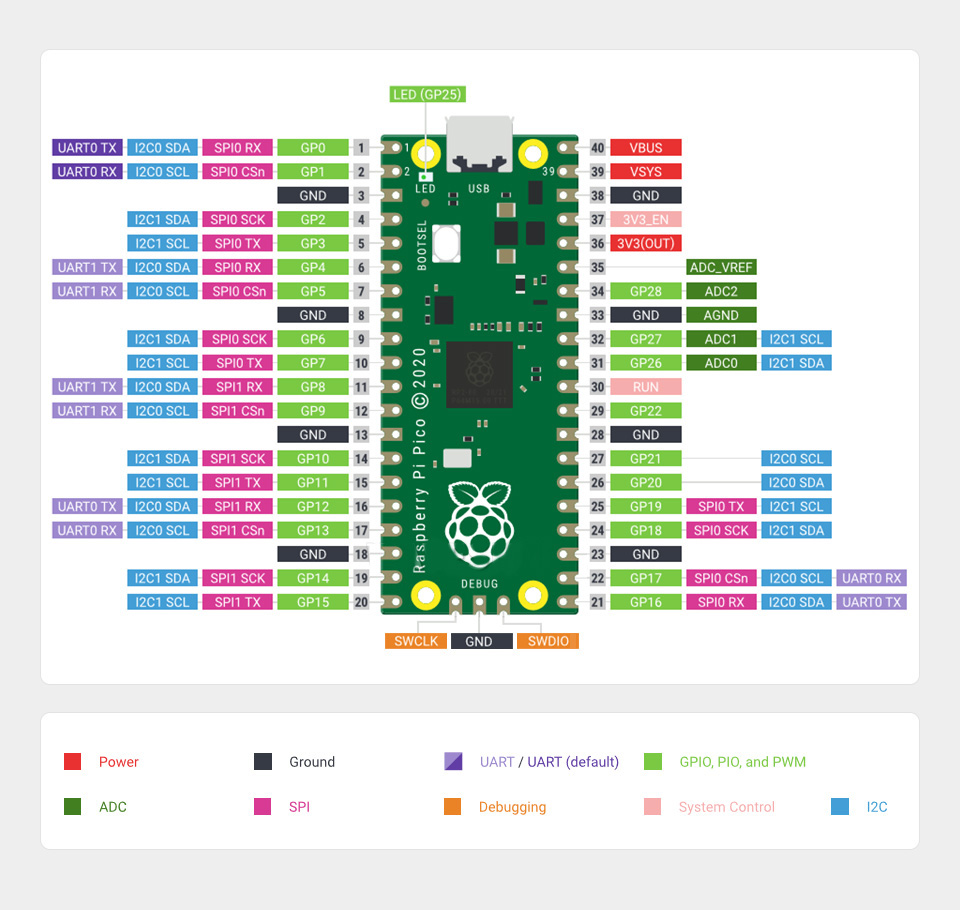 LED (GP25)
UART0 TX I2C0 SDA SPI0 RX GP0 1 1 40 VBUS
UART0 RX I2C0 SCL SPI0 CSn GP1 2 2 39 39 VSYS
LED USB
GND 3 38 GND
I2C1 SDA SPI0 SCK GP2 4 37 3V3_EN
I2C1 SCL SPI0 TX GP3 5 36 3V3(OUT)
BOOTSEL
UART1 TX I2C0 SDA SPI0 RX GP4 6 35 ADC_VREF
UART1 RX I2C0 SCL SPI0 CSn GP5 7 34 GP28 ADC2
GND 8 33 GND AGND
I2C1 SDA SPI0 SCK GP6 9 32 GP27 ADC1 I2C1 SCL
I2C1 SCL SPI0 TX GP7 10 31 GP26 ADC0 I2C1 SDA
UART1 TX I2C0 SDA SPI1 RX GP8 11 30 RUN
UART1 RX I2C0 SCL SPI1 CSn GP9 12 29 GP22
GND 13 28 GND
Raspberry Pi Pico ©2020
I2C1 SDA SPI1 SCK GP10 14 27 GP21 I2C0 SCL
I2C1 SCL SPI1 TX GP11 15 26 GP20 I2C0 SDA
UART0 TX I2C0 SDA SPI1 RX GP12 16 25 GP19 SPI0 TX I2C1 SCL
UART0 RX I2C0 SCL SPI1 CSn GP13 17 24 GP18 SPI0 SCK I2C1 SDA
GND 18 23 GND
I2C1 SDA SPI1 SCK GP14 19 22 GP17 SPI0 CSn I2C0 SCL UART0 RX
DEBUG
I2C1 SCL SPI1 TX GP15 20 21 GP16 SPI0 RX I2C0 SDA UART0 TX
SWCLK GND SWDIO
Power Ground UART / UART (default) GPIO, PIO, and PWM
ADC SPI Debugging System Control I2C